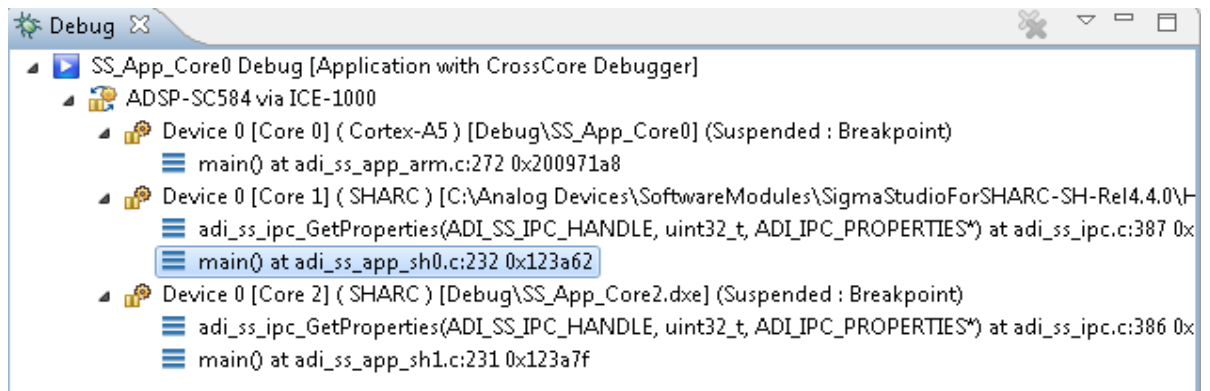 Debug
SS_App_Core0 Debug [Application with CrossCore Debugger]
ADSP-SC584 via ICE-1000
Device 0 [Core 0] ( Cortex-A5 ) [Debug\SS_App_Core0] (Suspended : Breakpoint)
main() at adi_ss_app_arm.c:272 0x200971a8
Device 0 [Core 1] ( SHARC ) [C:\Analog Devices\SoftwareModules\SigmaStudioForSHARC-SH-Rel4.4.0\H
adi_ss_ipc_GetProperties(ADI_SS_IPC_HANDLE, uint32_t, ADI_IPC_PROPERTIES*) at adi_ss_ipc.c:387 0x
main() at adi_ss_app_sh0.c:232 0x123a62
Device 0 [Core 2] ( SHARC ) [Debug\SS_App_Core2.dxe] (Suspended : Breakpoint)
adi_ss_ipc_GetProperties(ADI_SS_IPC_HANDLE, uint32_t, ADI_IPC_PROPERTIES*) at adi_ss_ipc.c:386 0x
main() at adi_ss_app_sh1.c:231 0x123a7f